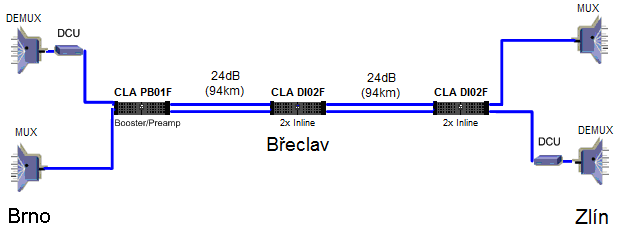 DEMUX
DCU
MUX
24dB
(94km)
24dB
(94km)
CLA PB01F
CLA DI02F
CLA DI02F
Booster/Preamp
2x Inline
2x Inline
Břeclav
MUX
DEMUX
DCU
Brno
Zlín